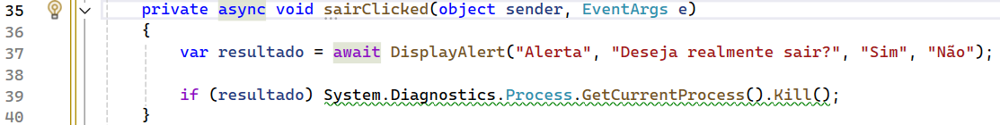 35 private async void sairClicked(object sender, EventArgs e)
36 {
37 var resultado = await DisplayAlert("Alerta", "Deseja realmente sair?", "Sim", "Não");
38
39 if (resultado) System.Diagnostics.Process.GetCurrentProcess().Kill();
40 }